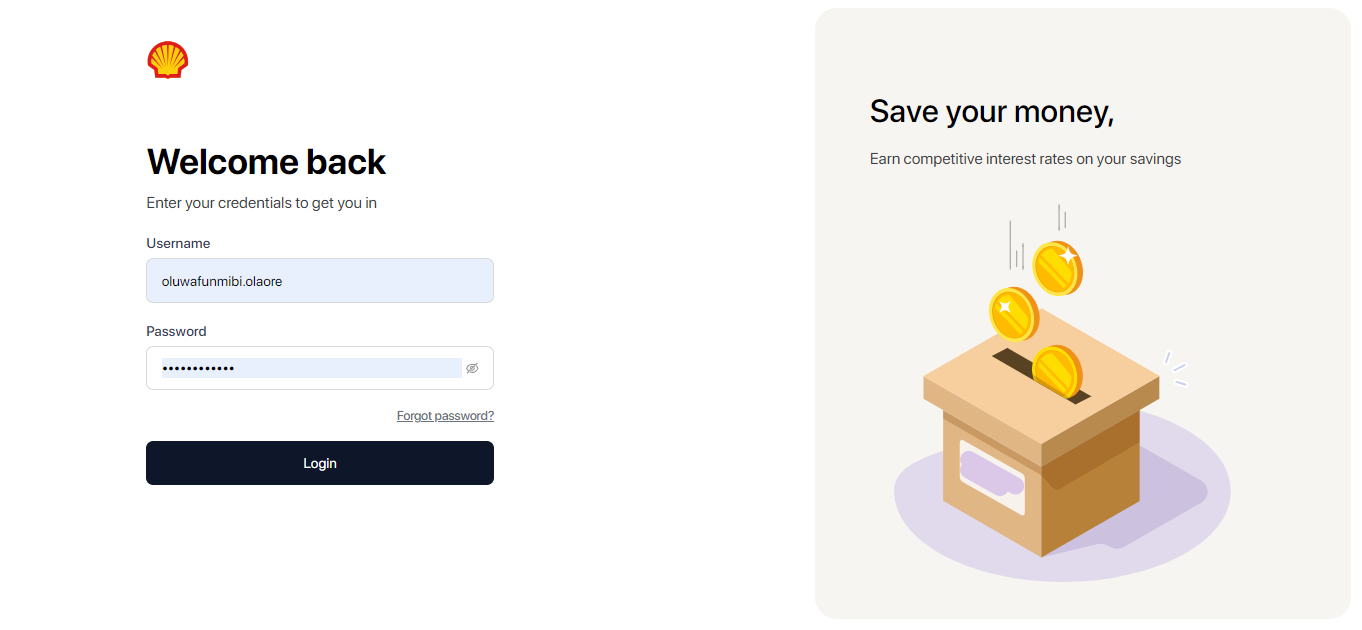 Welcome back
Enter your credentials to get you in
Username
oluwafunmibi.olaore
Password
••••••••••••
Forgot password?
Login
Save your money,
Earn competitive interest rates on your savings